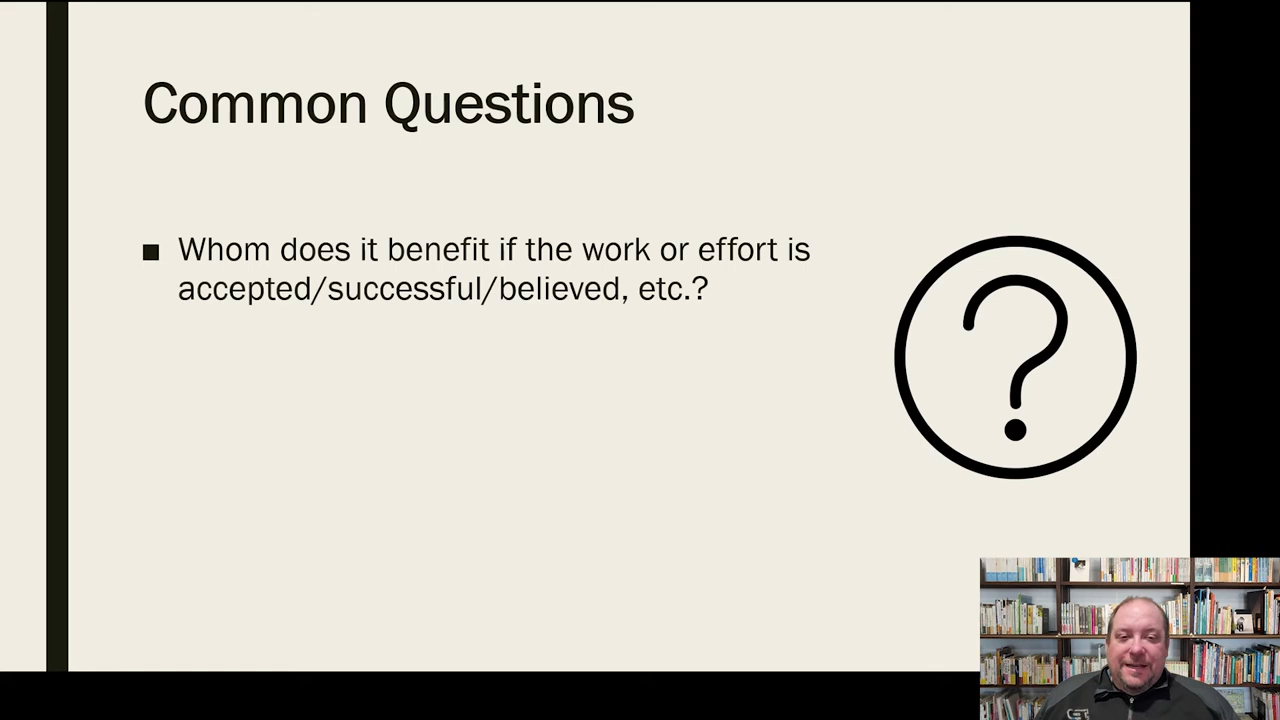 Common Questions
■ Whom does it benefit if the work or effort is
accepted/successful/believed, etc.?